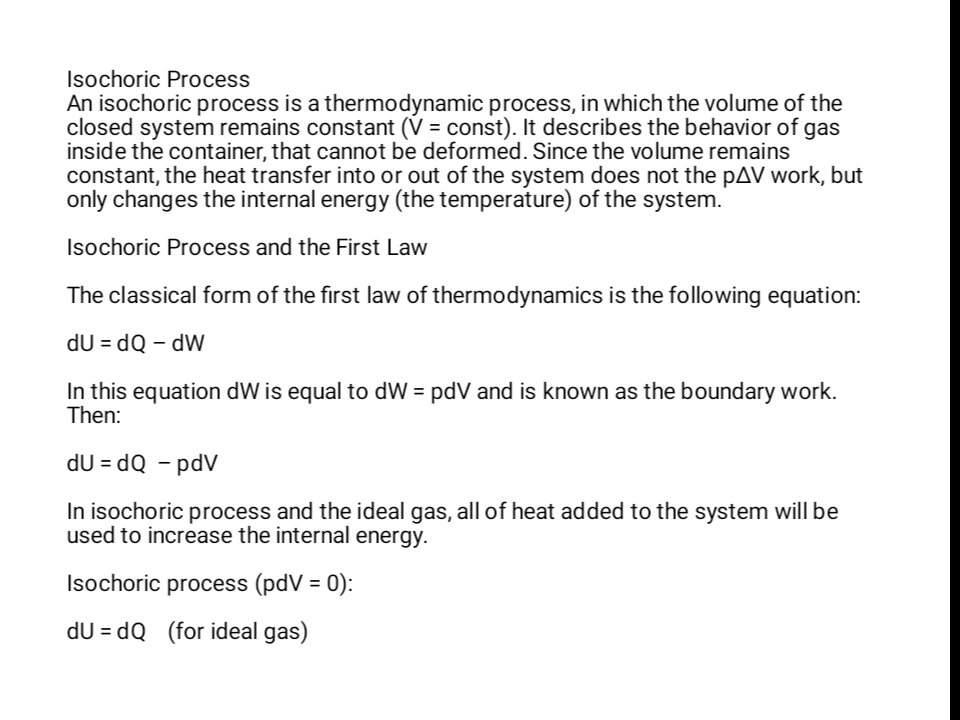 Isochoric Process
An isochoric process is a thermodynamic process, in which the volume of the
closed system remains constant (V = const). It describes the behavior of gas
inside the container, that cannot be deformed. Since the volume remains
constant, the heat transfer into or out of the system does not the p∆V work, but
only changes the internal energy (the temperature) of the system.
Isochoric Process and the First Law
The classical form of the first law of thermodynamics is the following equation:
dU = dQ – dW
In this equation dW is equal to dW = pdV and is known as the boundary work.
Then:
dU = dQ – pdV
In isochoric process and the ideal gas, all of heat added to the system will be
used to increase the internal energy.
Isochoric process (pdV = 0):
dU = dQ (for ideal gas)